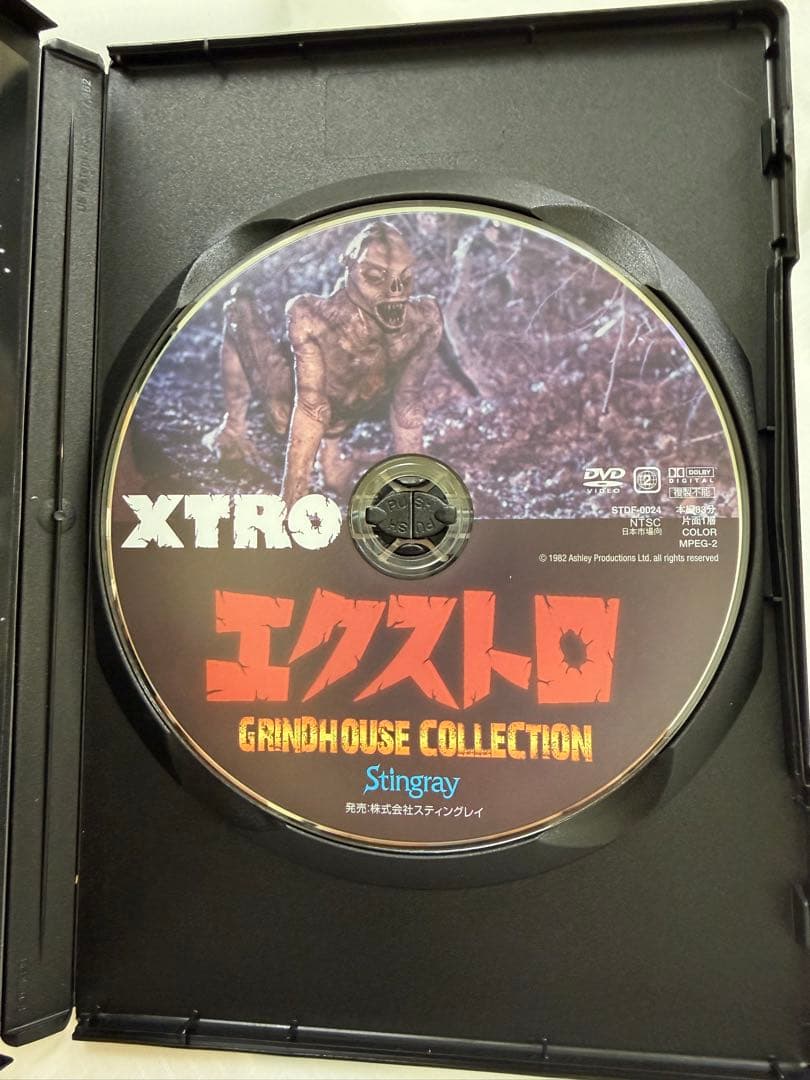 XTRO
DVD VIDEO
2
DOLBY DIGITAL
複製不能
STDF-0024 本編83分
NTSC 片面1層
日本市場向 COLOR
MPEG-2
© 1982 Ashley Productions Ltd. all rights reserved
エクストロ
GRINDHOUSE COLLECTION
Stingray
発売:株式会社スティングレイ
PUSH